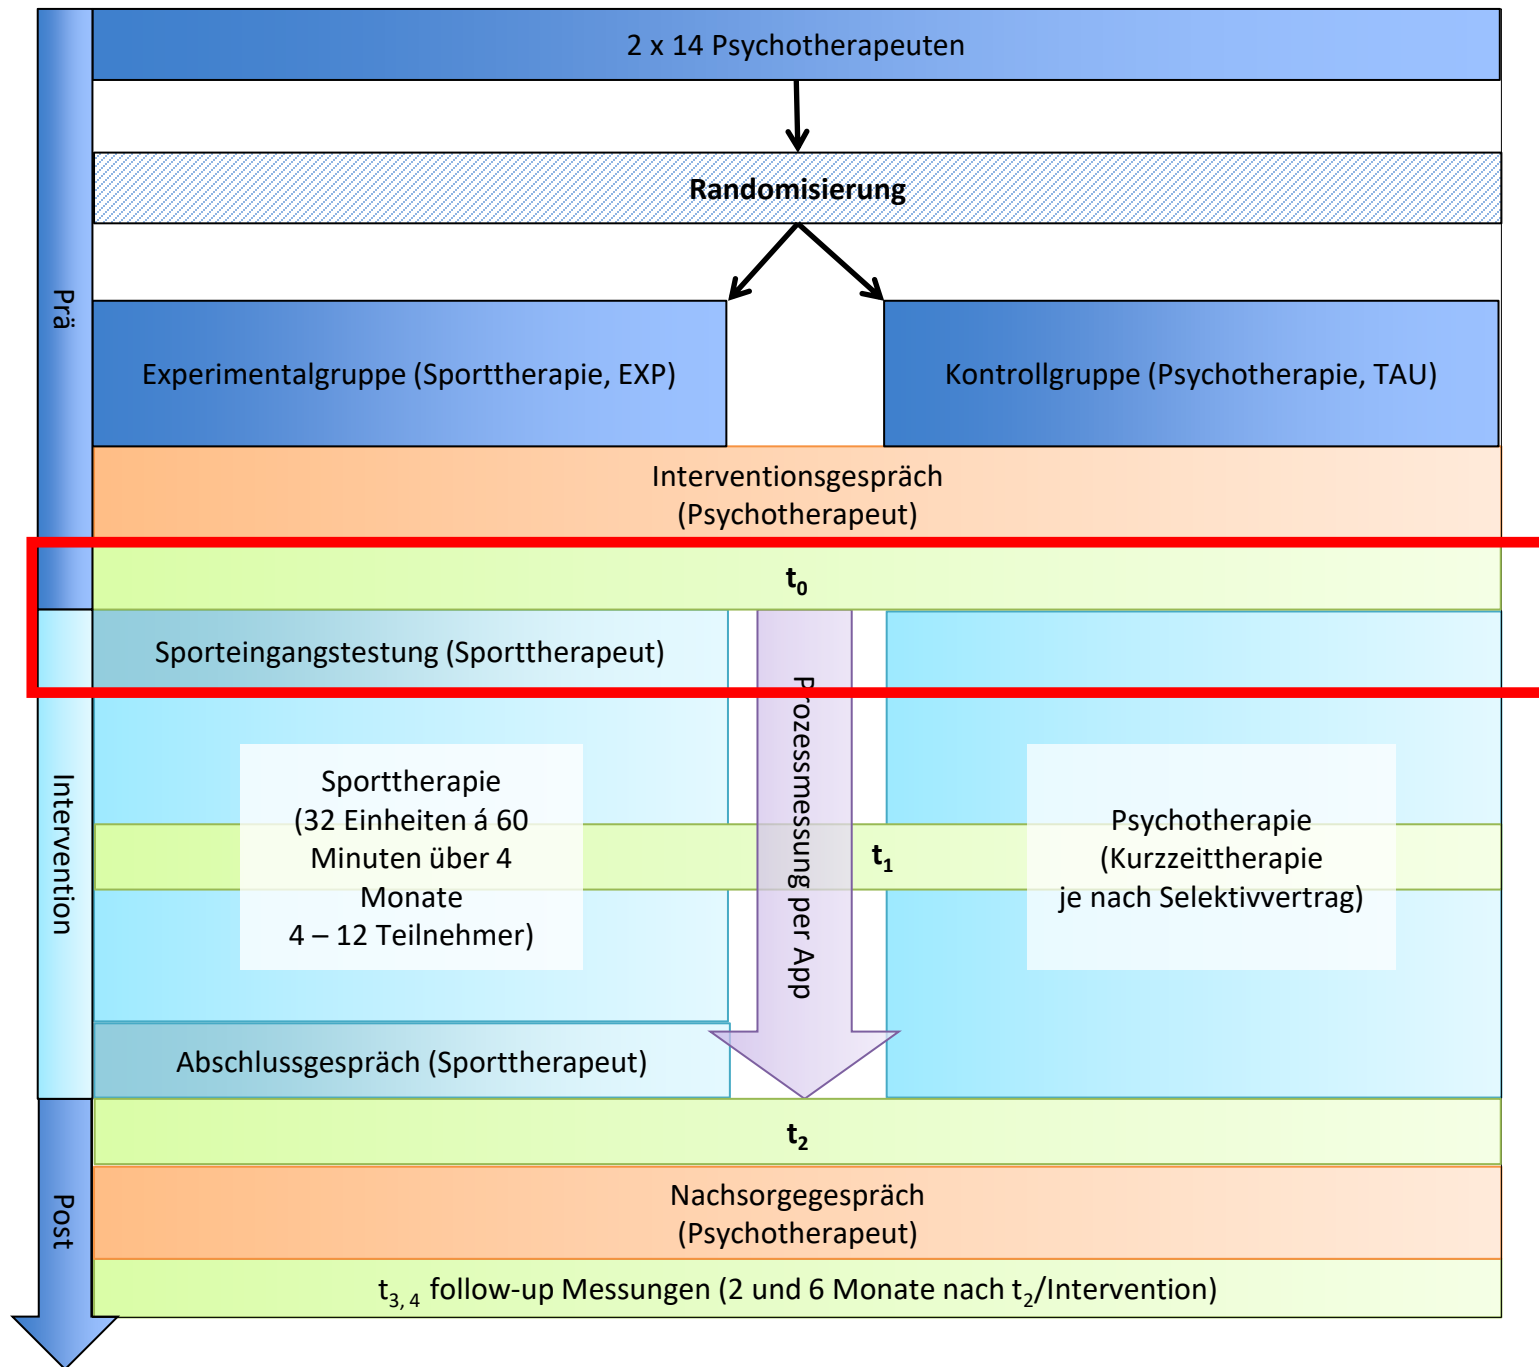 2 x 14 Psychotherapeuten
Randomisierung
Prä
Experimentalgruppe (Sporttherapie, EXP)
Kontrollgruppe (Psychotherapie, TAU)
Interventionsgespräch
(Psychotherapeut)
t0
Sporteingangstestung (Sporttherapeut)
Intervention
Sporttherapie
(32 Einheiten á 60
Minuten über 4
Monate
4 – 12 Teilnehmer)
Prozessmessung per App
t1
Psychotherapie
(Kurzzeittherapie
je nach Selektivvertrag)
Abschlussgespräch (Sporttherapeut)
Post
t2
Nachsorgegespräch
(Psychotherapeut)
t3, 4 follow-up Messungen (2 und 6 Monate nach t2/Intervention)